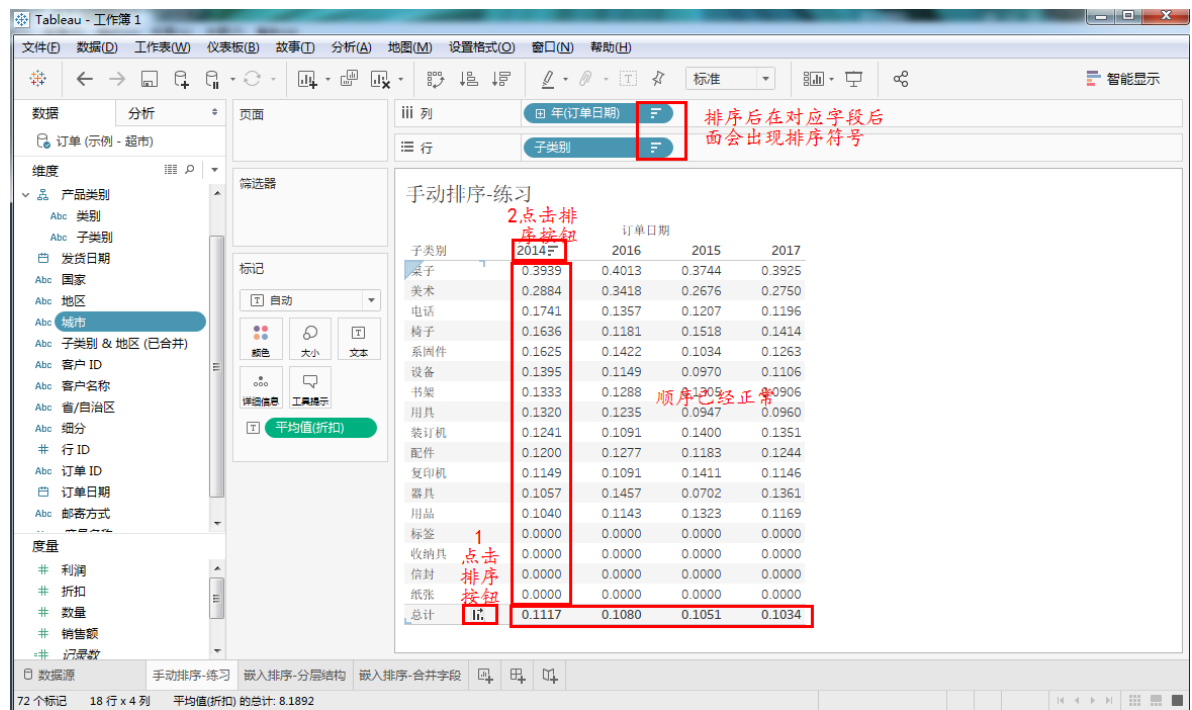 Tableau - 工作簿 1
文件(F) 数据(D) 工作表(W) 仪表板(B) 故事(T) 分析(A) 地图(M) 设置格式(O) 窗口(N) 帮助(H)
标准
智能显示
数据 分析
订单 (示例 - 超市)
维度
产品类别
Abc 类别
Abc 子类别
发货日期
Abc 国家
Abc 地区
Abc 城市
Abc 子类别 & 地区 (已合并)
Abc 客户 ID
Abc 客户名称
Abc 省/自治区
Abc 细分
# 行 ID
Abc 订单 ID
订单日期
Abc 邮寄方式
度量
# 利润
# 折扣
# 数量
# 销售额
=# 记录数
页面
筛选器
标记
T 自动
颜色 大小 文本
详细信息 工具提示
T 平均值(折扣)
iii 列 年(订单日期)
行 子类别
排序后在对应字段后
面会出现排序符号
手动排序-练习
2点击排
序按钮
订单日期
子类别 2014 2016 2015 2017
桌子 0.3939 0.4013 0.3744 0.3925
美术 0.2884 0.3418 0.2676 0.2750
电话 0.1741 0.1357 0.1207 0.1196
椅子 0.1636 0.1181 0.1518 0.1414
系固件 0.1625 0.1422 0.1034 0.1263
设备 0.1395 0.1149 0.0970 0.1106
书架 0.1333 0.1288 0.1305 0.0906
顺序已经正常
用具 0.1320 0.1235 0.0947 0.0960
装订机 0.1241 0.1091 0.1400 0.1351
配件 0.1200 0.1277 0.1183 0.1244
复印机 0.1149 0.1091 0.1411 0.1146
器具 0.1057 0.1457 0.0702 0.1361
用品 0.1040 0.1143 0.1323 0.1169
标签 0.0000 0.0000 0.0000 0.0000
收纳具 0.0000 0.0000 0.0000 0.0000
信封 0.0000 0.0000 0.0000 0.0000
纸张 0.0000 0.0000 0.0000 0.0000
总计 0.1117 0.1080 0.1051 0.1034
1
点击
排序
按钮
数据源 手动排序-练习 嵌入排序-分层结构 嵌入排序-合并字段
72 个标记 18 行 x 4 列 平均值(折扣) 的总计: 8.1892